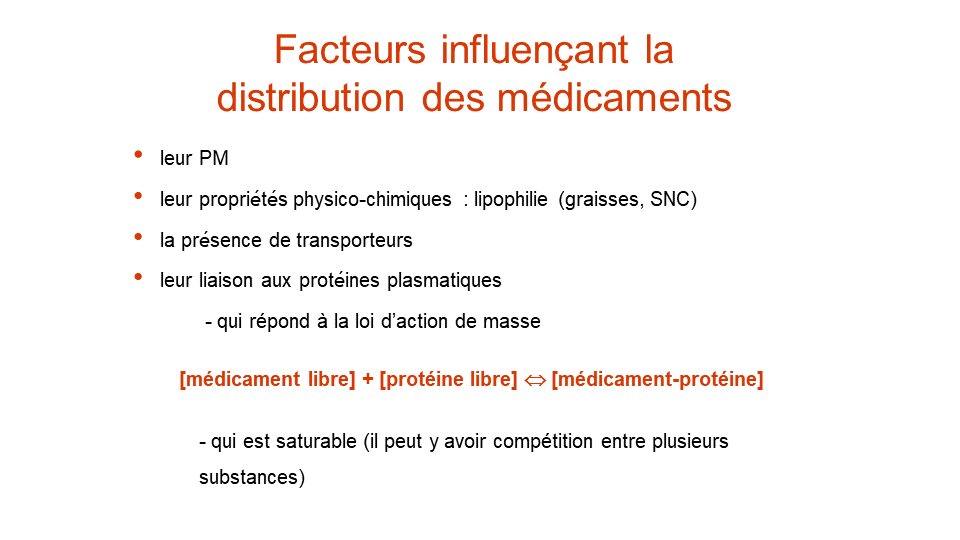 Facteurs influençant la
distribution des médicaments
• leur PM
• leur propriétés physico-chimiques : lipophilie (graisses, SNC)
• la présence de transporteurs
• leur liaison aux protéines plasmatiques
- qui répond à la loi d’action de masse
[médicament libre] + [protéine libre] ⇔ [médicament-protéine]
- qui est saturable (il peut y avoir compétition entre plusieurs
substances)